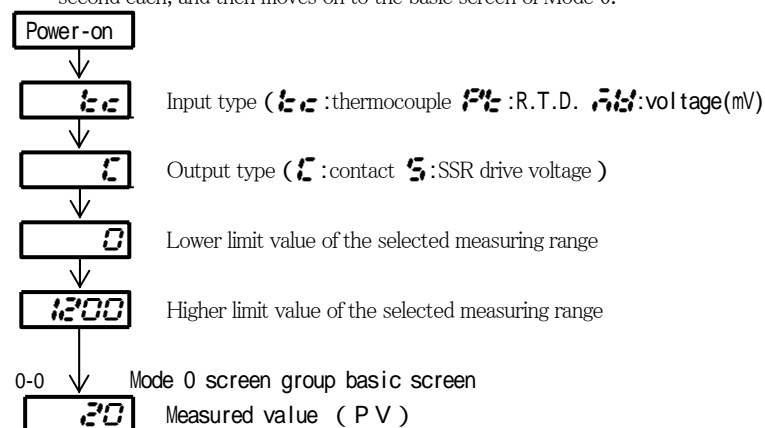 second each, and then moves on to the basic screen of Mode 0.
Power-on
tc Input type ( tc :thermocouple Pt :R.T.D. :voltage(mV)
C Output type ( C :contact S :SSR drive voltage )
0 Lower limit value of the selected measuring range
1200 Higher limit value of the selected measuring range
0-0 Mode 0 screen group basic screen
20 Measured value (PV)